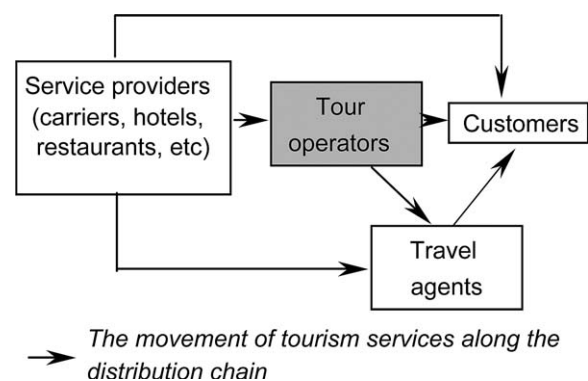 Service providers
(carriers, hotels,
restaurants, etc)
Tour
operators
Customers
Travel
agents
The movement of tourism services along the
distribution chain